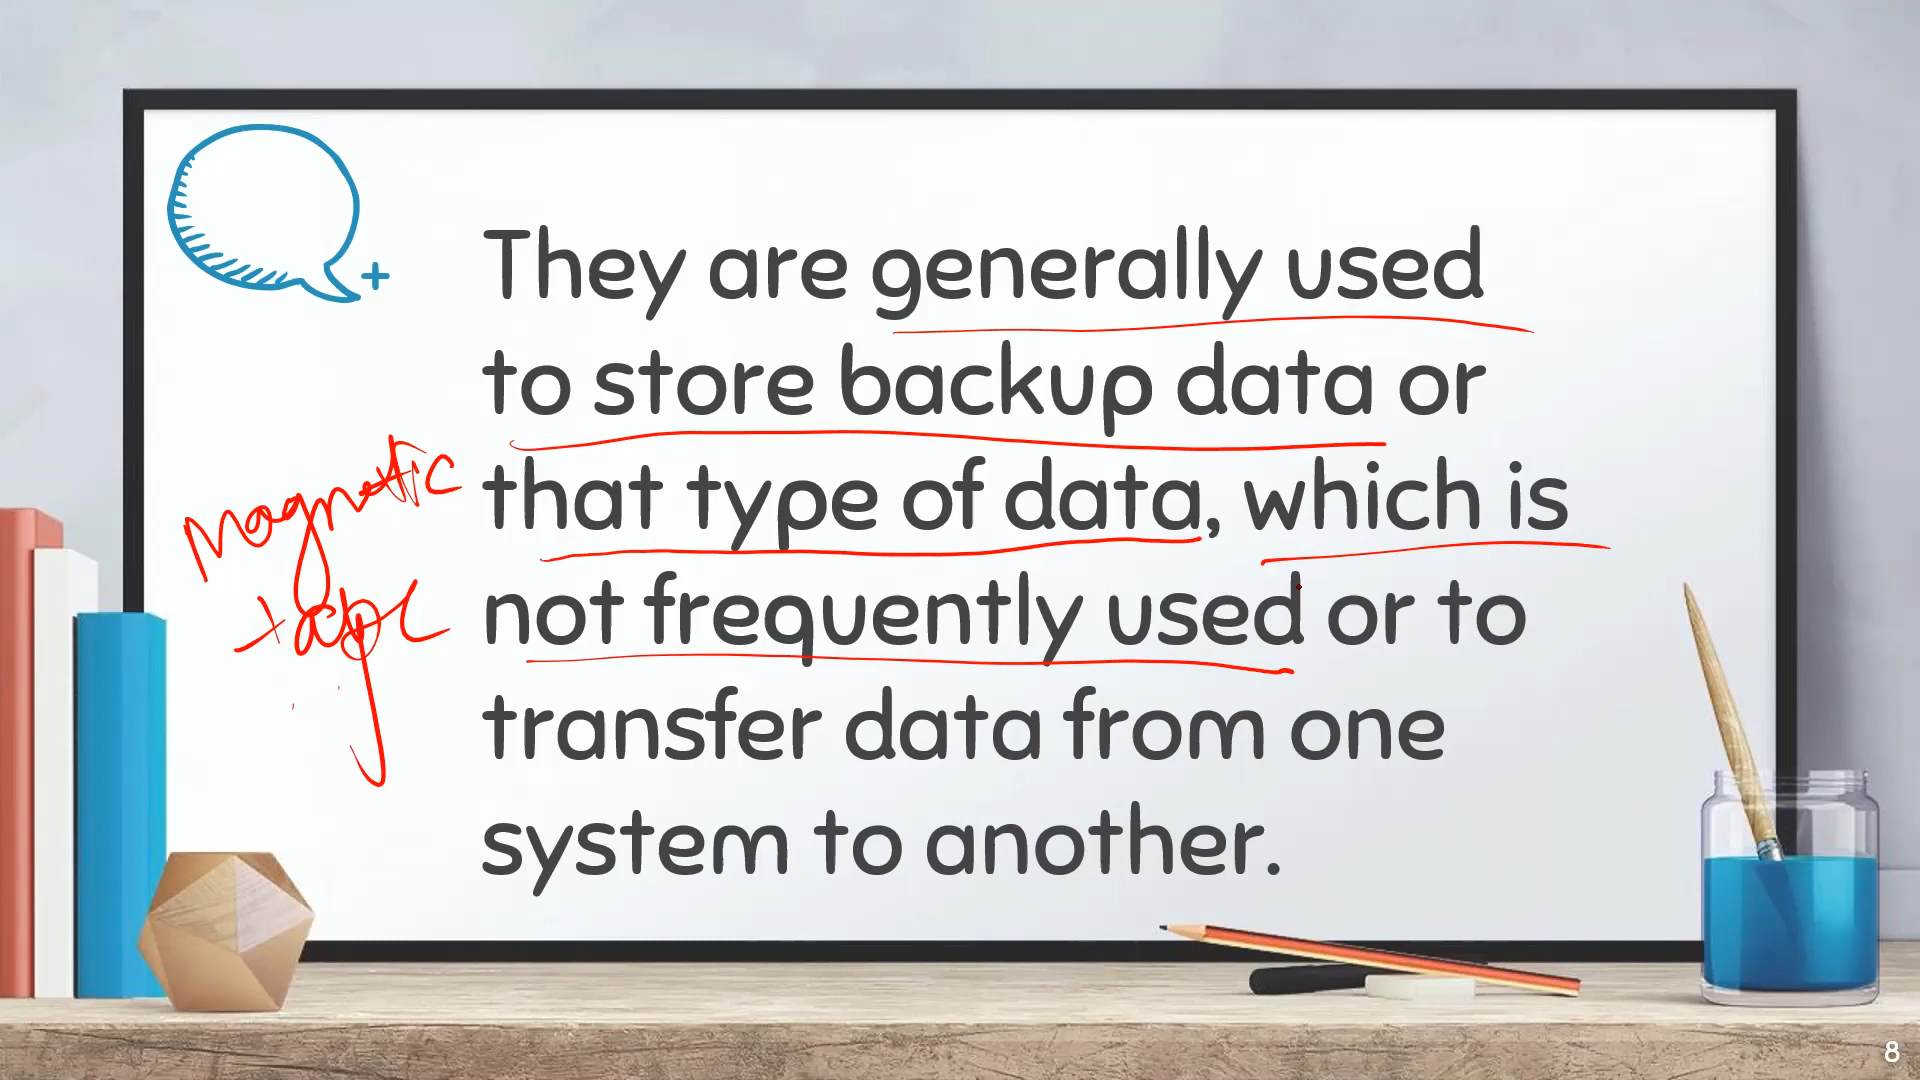 They are generally used
to store backup data or
that type of data, which is
not frequently used or to
transfer data from one
system to another.
Magnetic
tape
8